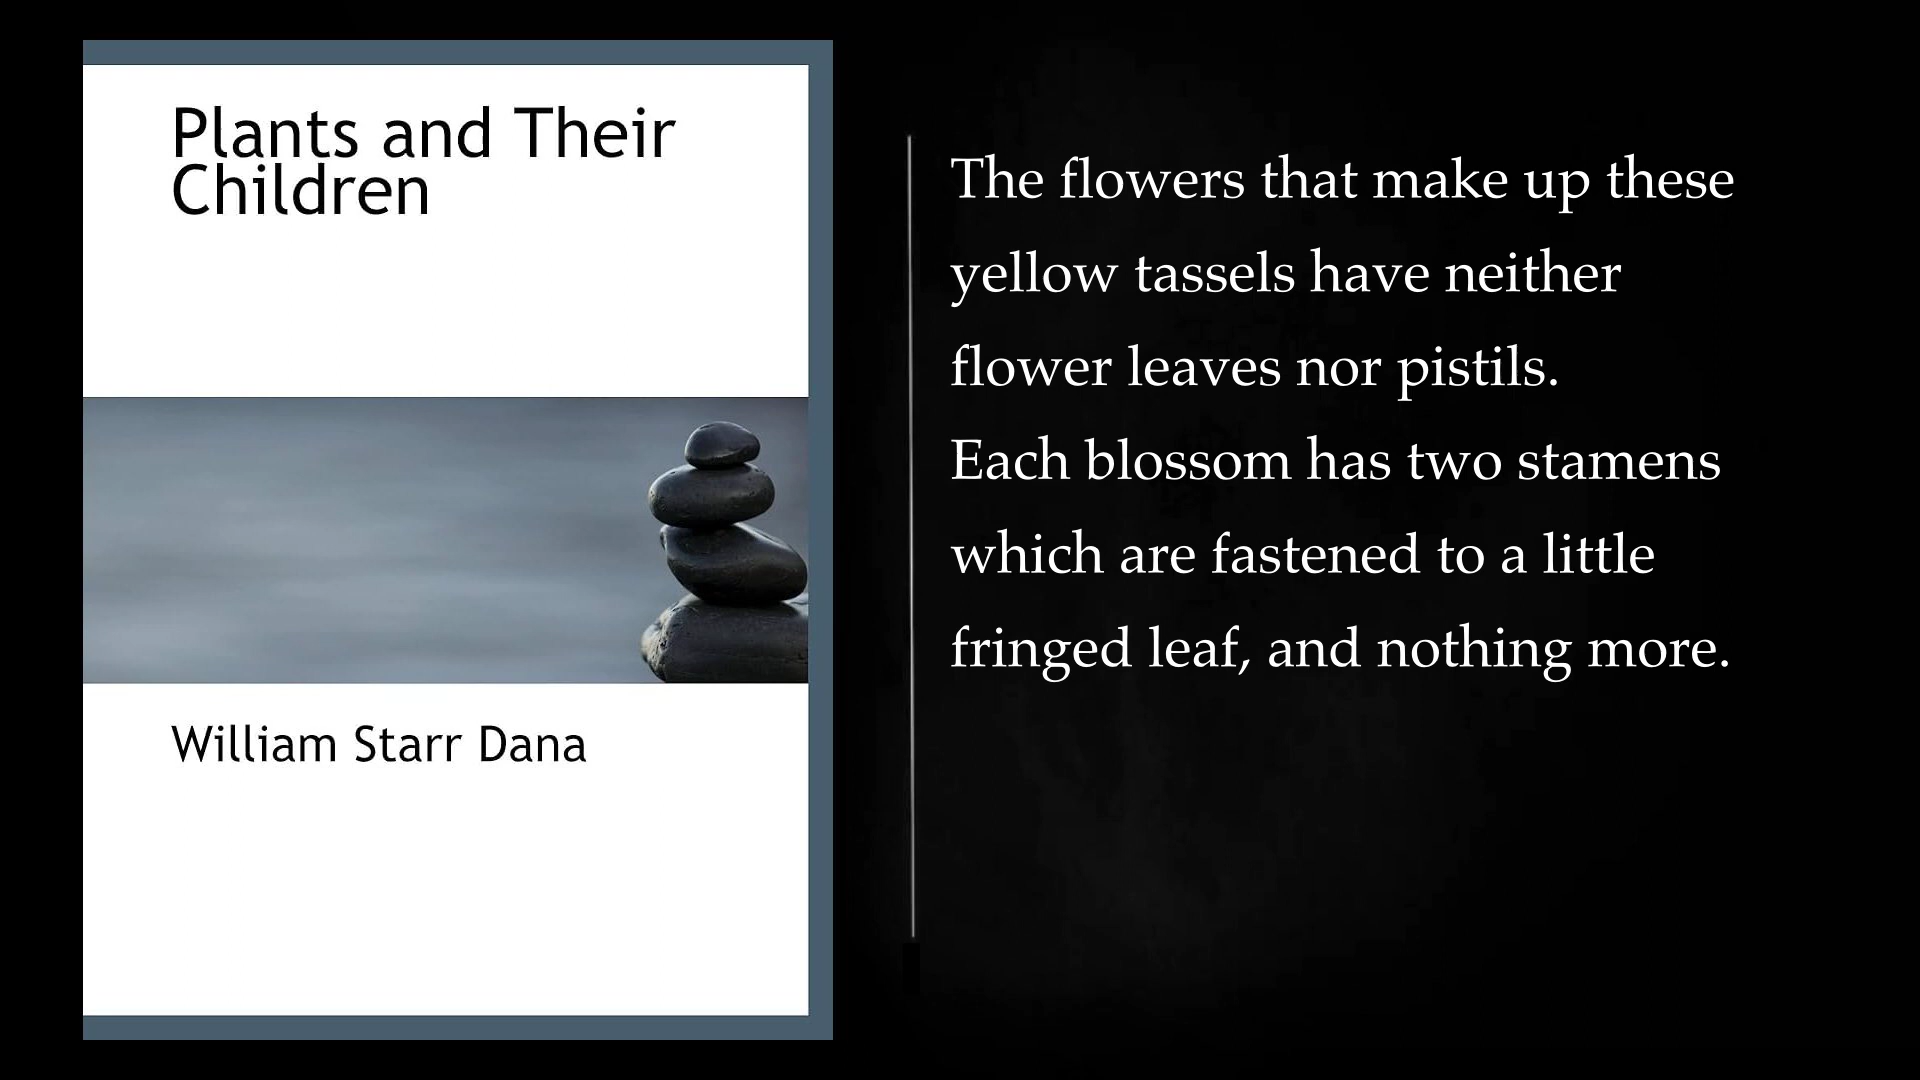 Plants and Their
Children
William Starr Dana
The flowers that make up these
yellow tassels have neither
flower leaves nor pistils.
Each blossom has two stamens
which are fastened to a little
fringed leaf, and nothing more.